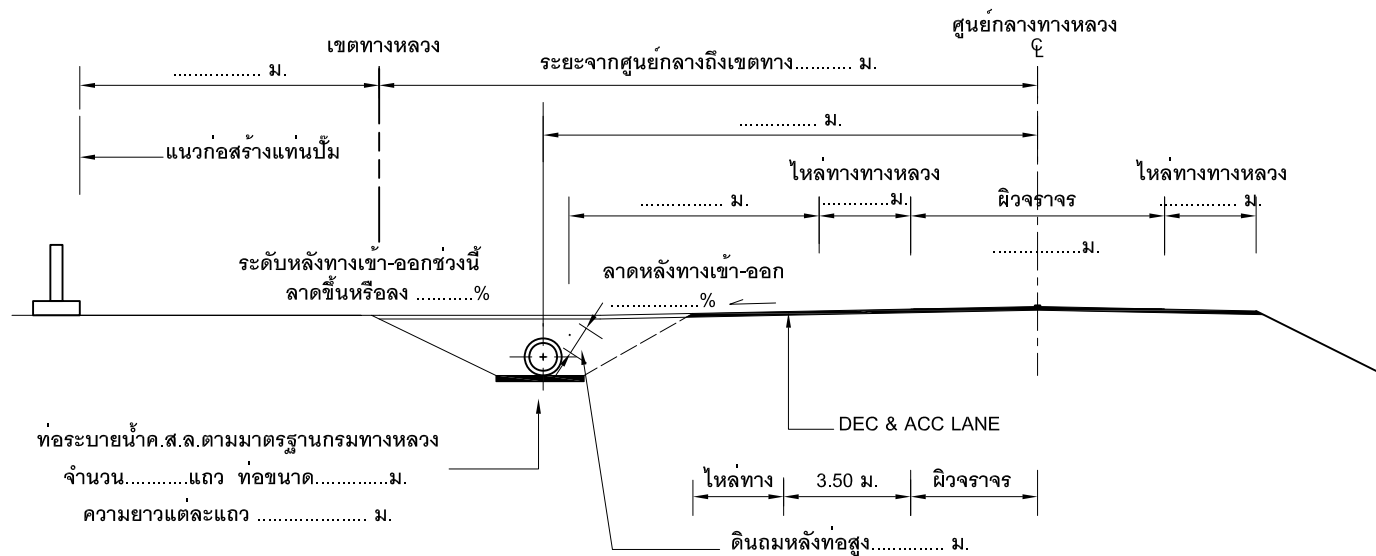 ศูนย์กลางทางหลวง
℄
เขตทางหลวง
................ ม.
ระยะจากศูนย์กลางถึงเขตทาง.......... ม.
.............. ม.
แนวก่อสร้างแท่นปั๊ม
ไหล่ทางทางหลวง
ไหล่ทางทางหลวง
............... ม.
............ม.
ผิวจราจร
............. ม.
................ม.
ระดับหลังทางเข้า-ออกช่วงนี้
ลาดขึ้นหรือลง ..........%
ลาดหลังทางเข้า-ออก
................%
DEC & ACC LANE
ท่อระบายน้ำค.ส.ล.ตามมาตรฐานกรมทางหลวง
จำนวน...........แถว ท่อขนาด.............ม.
ความยาวแต่ละแถว .................... ม.
ไหล่ทาง
3.50 ม.
ผิวจราจร
ดินถมหลังท่อสูง............. ม.